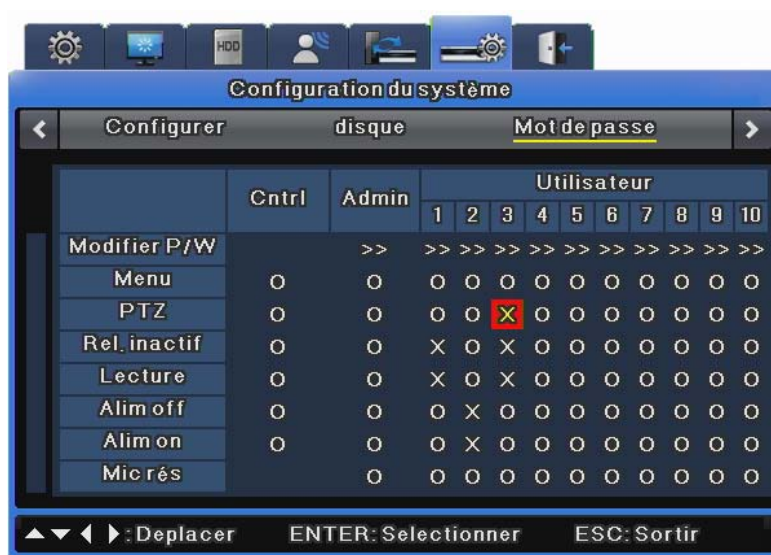 HDD
Configuration du système
Configurer disque Mot de passe
Utilisateur
Cntrl Admin
1 2 3 4 5 6 7 8 9 10
Modifier P/W >> >> >> >> >> >> >> >> >> >> >>
Menu O O O O O O O O O O O O
PTZ O O O O X O O O O O O O
Rel.inactif O O X O X O O O O O O O
Lecture O O X O X O O O O O O O
Alim off O O O X O O O O O O O O
Alim on O O O X O O O O O O O O
Mic rés O O O O O O O O O O O
:Deplacer ENTER:Selectionner ESC:Sortir